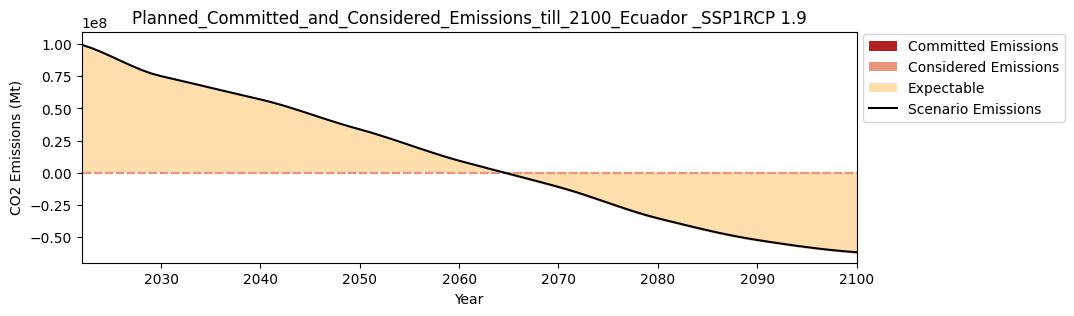 Planned_Committed_and_Considered_Emissions_till_2100_Ecuador _SSP1RCP 1.9
1e8
1.00
0.75
0.50
0.25
0.00
−0.25
−0.50
CO2 Emissions (Mt)
2030
2040
2050
2060
2070
2080
2090
2100
Year
Committed Emissions
Considered Emissions
Expectable
Scenario Emissions